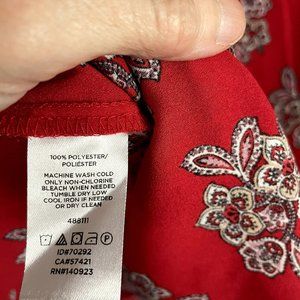 100% POLYESTER/
POLIÉSTER
MACHINE WASH COLD
ONLY NON-CHLORINE
BLEACH WHEN NEEDED
TUMBLE DRY LOW
COOL IRON IF NEEDED
OR DRY CLEAN
488111
ID#70292
CA#57421
RN#140923